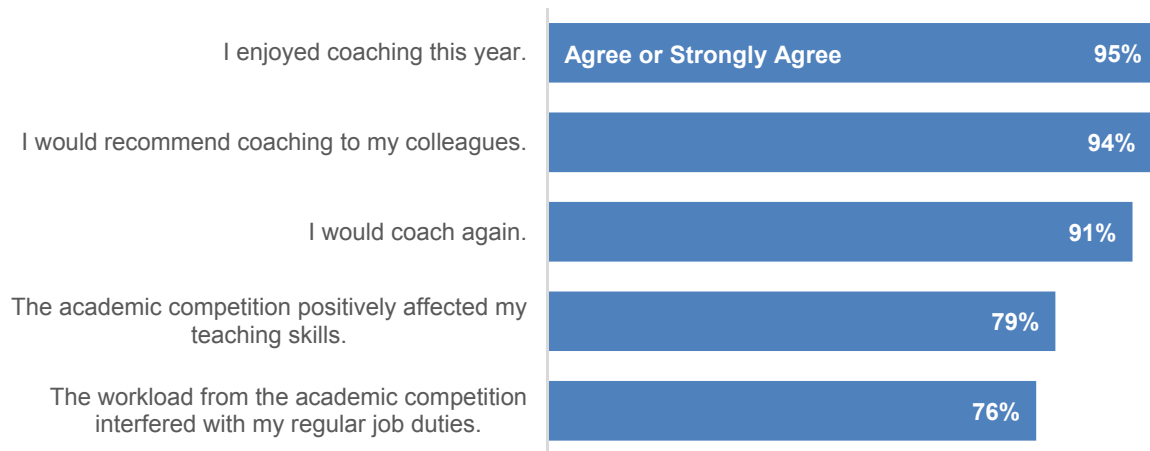 I enjoyed coaching this year.
Agree or Strongly Agree 95%
I would recommend coaching to my colleagues.
94%
I would coach again.
91%
The academic competition positively affected my
teaching skills.
79%
The workload from the academic competition
interfered with my regular job duties.
76%